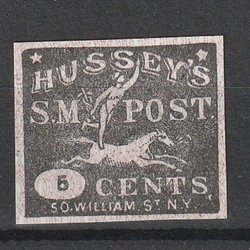 HUSSEY'S
S.M. POST.
5 CENTS
50.WILLIAM.ST.N.Y.